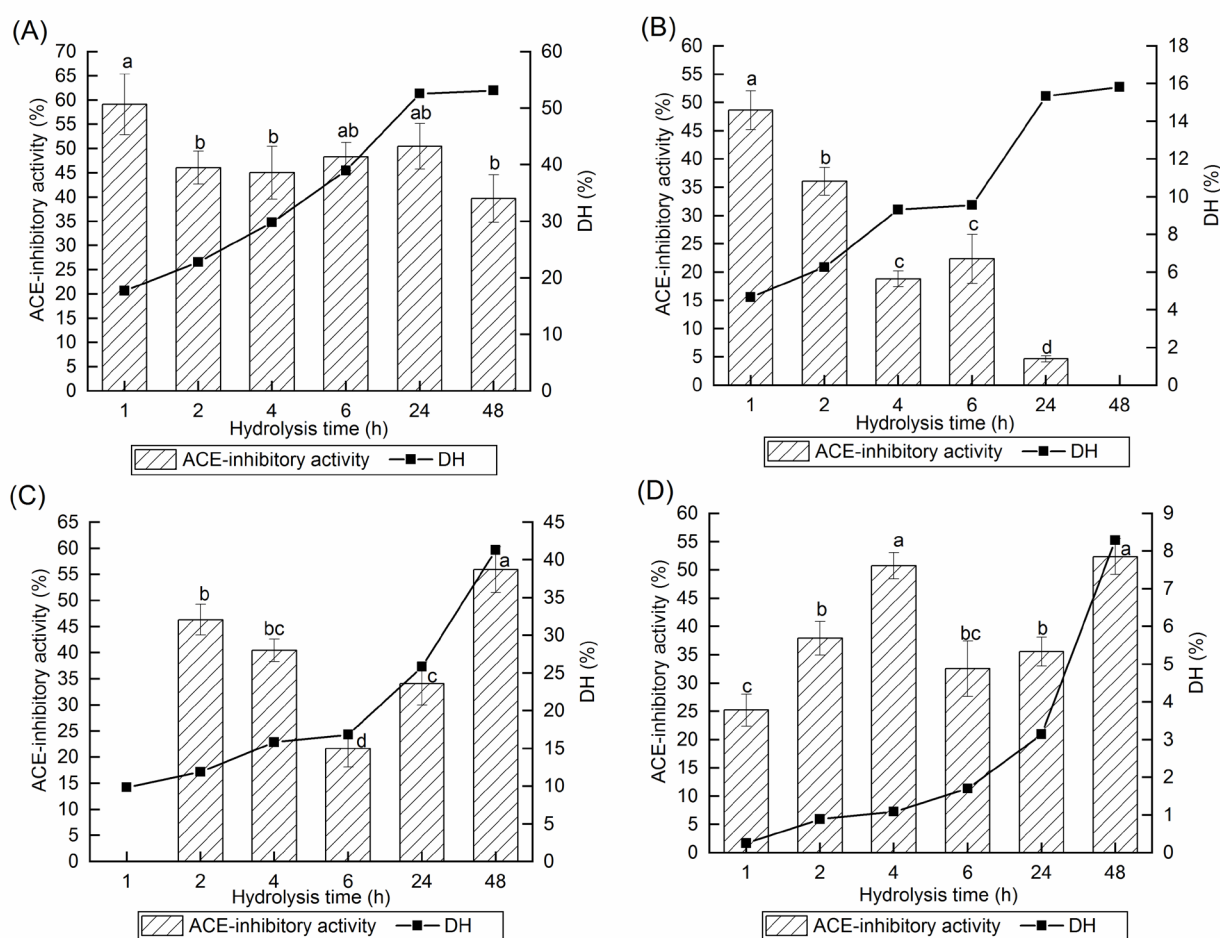 (A)
70
65
60
55
50
45
40
35
30
25
20
15
10
5
0
ACE-inhibitory activity (%)
a
b
b
ab
ab
b
60
50
40
30
20
10
0
DH (%)
1 2 4 6 24 48
Hydrolysis time (h)
ACE-inhibitory activity DH
(B)
60
55
50
45
40
35
30
25
20
15
10
5
0
ACE-inhibitory activity (%)
a
b
c
c
d
18
16
14
12
10
8
6
4
2
0
DH (%)
1 2 4 6 24 48
Hydrolysis time (h)
ACE-inhibitory activity DH
(C)
65
60
55
50
45
40
35
30
25
20
15
10
5
0
ACE-inhibitory activity (%)
b
bc
d
c
a
45
40
35
30
25
20
15
10
5
0
DH (%)
1 2 4 6 24 48
Hydrolysis time (h)
ACE-inhibitory activity DH
(D)
60
55
50
45
40
35
30
25
20
15
10
5
0
ACE-inhibitory activity (%)
c
b
a
bc
b
a
9
8
7
6
5
4
3
2
1
0
DH (%)
1 2 4 6 24 48
Hydrolysis time (h)
ACE-inhibitory activity DH